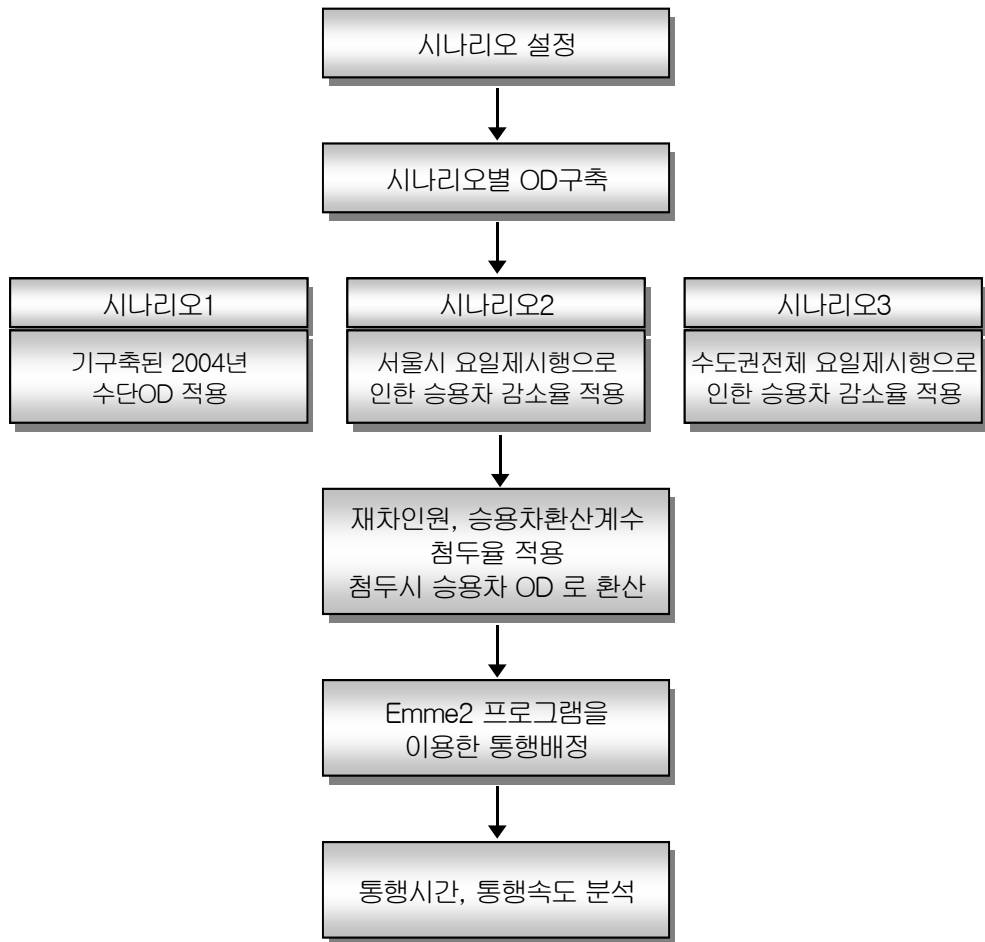 시나리오 설정
시나리오별 OD구축
시나리오1
기구축된 2004년
수단OD 적용
시나리오2
서울시 요일제시행으로
인한 승용차 감소율 적용
시나리오3
수도권전체 요일제시행으로
인한 승용차 감소율 적용
재차인원, 승용차환산계수
첨두율 적용
첨두시 승용차 OD 로 환산
Emme2 프로그램을
이용한 통행배정
통행시간, 통행속도 분석